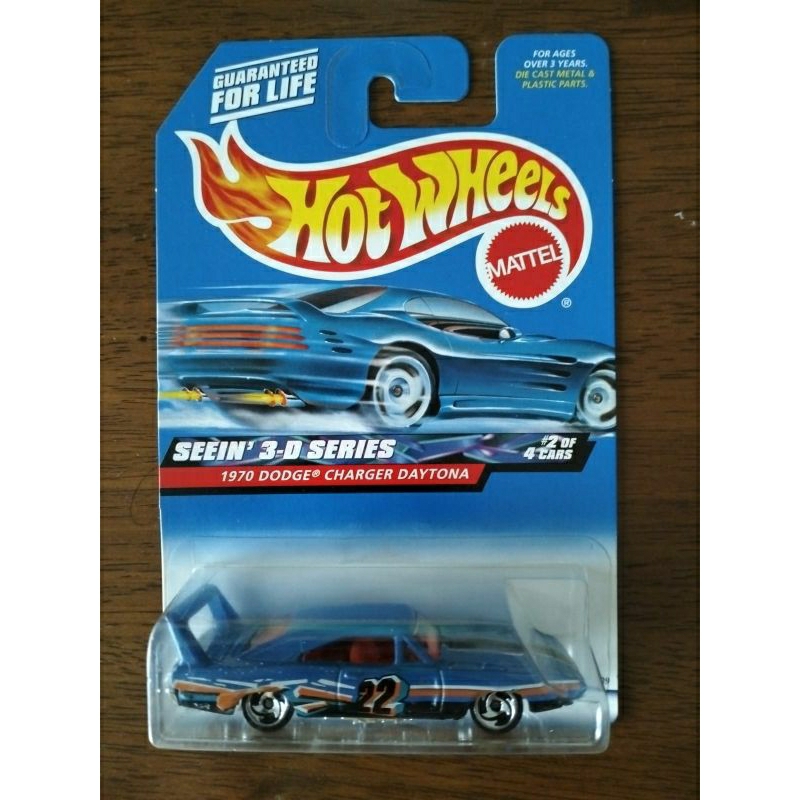 GUARANTEED
FOR LIFE
FOR AGES
OVER 3 YEARS.
DIE CAST METAL &
PLASTIC PARTS.
HOT WHEELS
MATTEL
®
SEEIN' 3-D SERIES
#2 OF
4 CARS
1970 DODGE® CHARGER DAYTONA
22